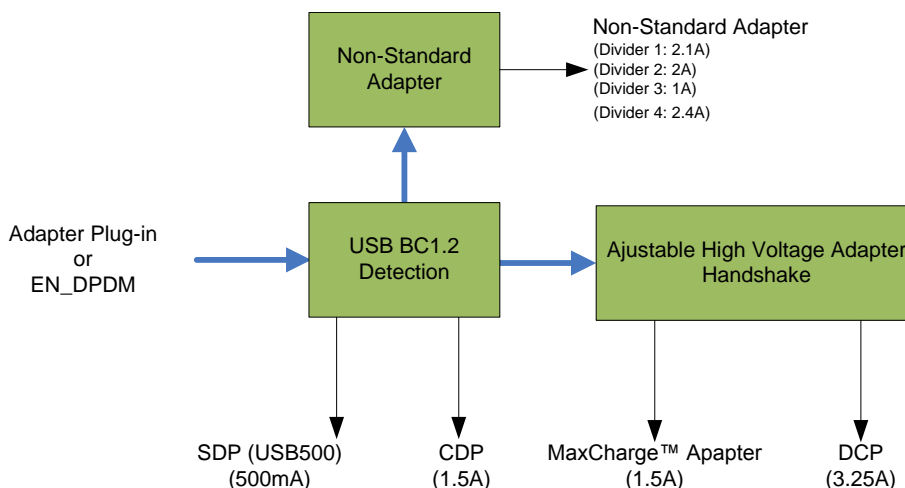 Non-Standard
Adapter
Non-Standard Adapter
(Divider 1: 2.1A)
(Divider 2: 2A)
(Divider 3: 1A)
(Divider 4: 2.4A)
Adapter Plug-in
or
EN_DPDM
USB BC1.2
Detection
Ajustable High Voltage Adapter
Handshake
SDP (USB500)
(500mA)
CDP
(1.5A)
MaxCharge™ Apapter
(1.5A)
DCP
(3.25A)